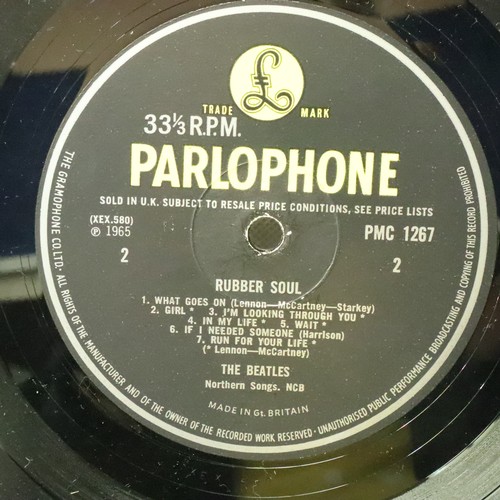 £
TRADE MARK
33⅓ R.P.M.
PARLOPHONE
SOLD IN U.K. SUBJECT TO RESALE PRICE CONDITIONS, SEE PRICE LISTS
(XEX.580)
℗ 1965
PMC 1267
2
2
RUBBER SOUL
1. WHAT GOES ON (Lennon—McCartney—Starkey)
2. GIRL * 3. I'M LOOKING THROUGH YOU *
4. IN MY LIFE * 5. WAIT *
6. IF I NEEDED SOMEONE (Harrison)
7. RUN FOR YOUR LIFE *
(* Lennon—McCartney)
THE BEATLES
Northern Songs. NCB
MADE IN Gt. BRITAIN
THE GRAMOPHONE CO. LTD. · ALL RIGHTS OF THE MANUFACTURER AND OF THE OWNER OF THE RECORDED WORK RESERVED · UNAUTHORISED PUBLIC PERFORMANCE BROADCASTING AND COPYING OF THIS RECORD PROHIBITED